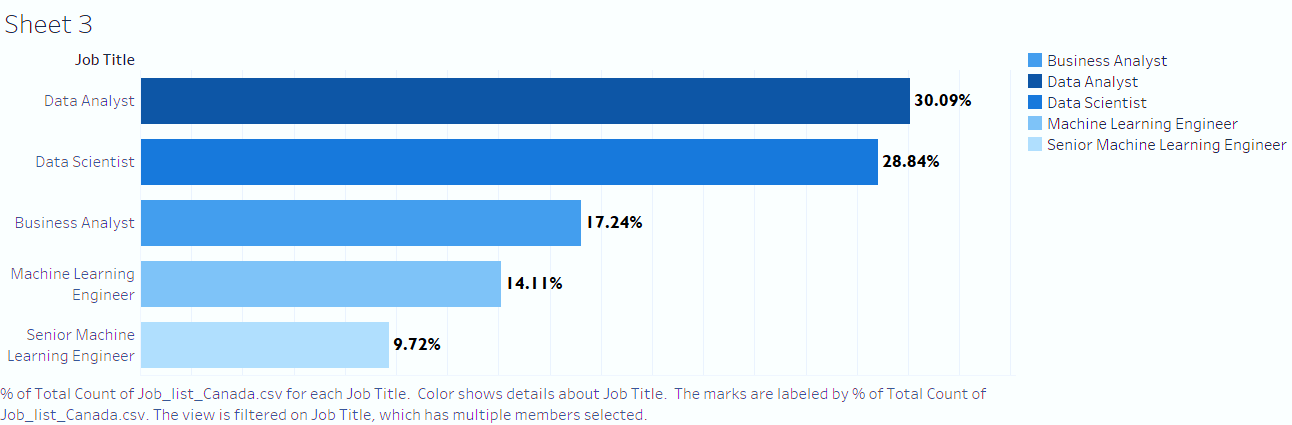 Sheet 3
Job Title
Data Analyst
30.09%
Data Scientist
28.84%
Business Analyst
17.24%
Machine Learning
Engineer
14.11%
Senior Machine
Learning Engineer
9.72%
Business Analyst
Data Analyst
Data Scientist
Machine Learning Engineer
Senior Machine Learning Engineer
% of Total Count of Job_list_Canada.csv for each Job Title.  Color shows details about Job Title.  The marks are labeled by % of Total Count of
Job_list_Canada.csv. The view is filtered on Job Title, which has multiple members selected.